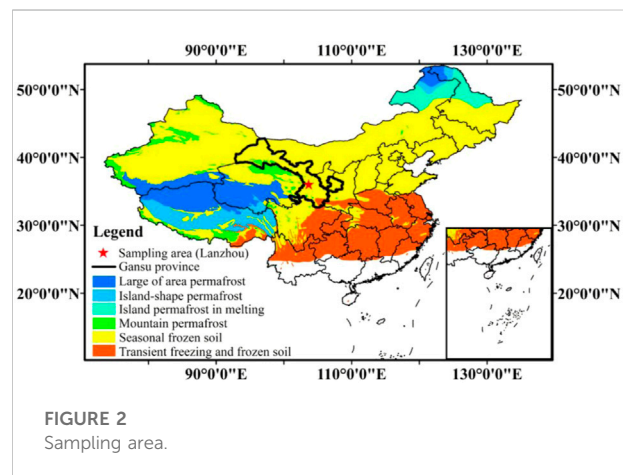 90°0'0"E
110°0'0"E
130°0'0"E
50°0'0"N
50°0'0"N
40°0'0"N
40°0'0"N
30°0'0"N
30°0'0"N
20°0'0"N
20°0'0"N
Legend
Sampling area (Lanzhou)
Gansu province
Large of area permafrost
Island-shape permafrost
Island permafrost in melting
Mountain permafrost
Seasonal frozen soil
Transient freezing and frozen soil
90°0'0"E
110°0'0"E
130°0'0"E
FIGURE 2
Sampling area.